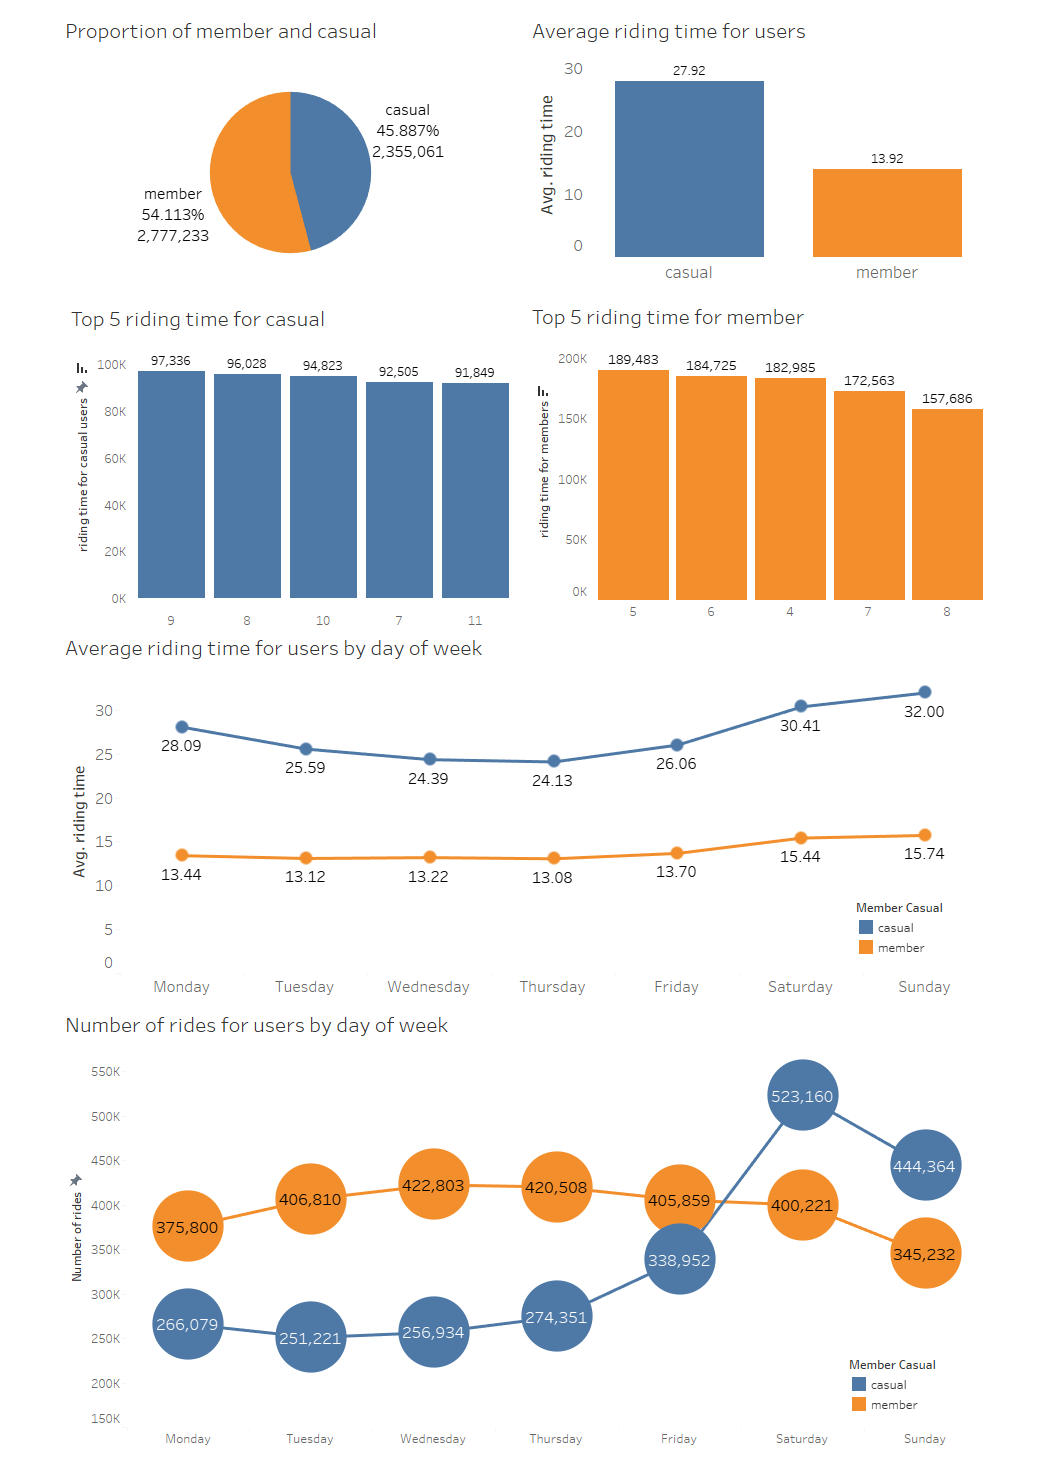 Proportion of member and casual
casual
45.887%
2,355,061
member
54.113%
2,777,233
Average riding time for users
Avg. riding time
30
20
10
0
27.92
13.92
casual
member
Top 5 riding time for casual
riding time for casual users
100K
80K
60K
40K
20K
0K
97,336
96,028
94,823
92,505
91,849
9
8
10
7
11
Top 5 riding time for member
riding time for members
200K
150K
100K
50K
0K
189,483
184,725
182,985
172,563
157,686
5
6
4
7
8
Average riding time for users by day of week
Avg. riding time
30
25
20
15
10
5
0
28.09
25.59
24.39
24.13
26.06
30.41
32.00
13.44
13.12
13.22
13.08
13.70
15.44
15.74
Member Casual
casual
member
Monday
Tuesday
Wednesday
Thursday
Friday
Saturday
Sunday
Number of rides for users by day of week
Number of rides
550K
500K
450K
400K
350K
300K
250K
200K
150K
375,800
406,810
422,803
420,508
405,859
400,221
345,232
266,079
251,221
256,934
274,351
338,952
523,160
444,364
Member Casual
casual
member
Monday
Tuesday
Wednesday
Thursday
Friday
Saturday
Sunday